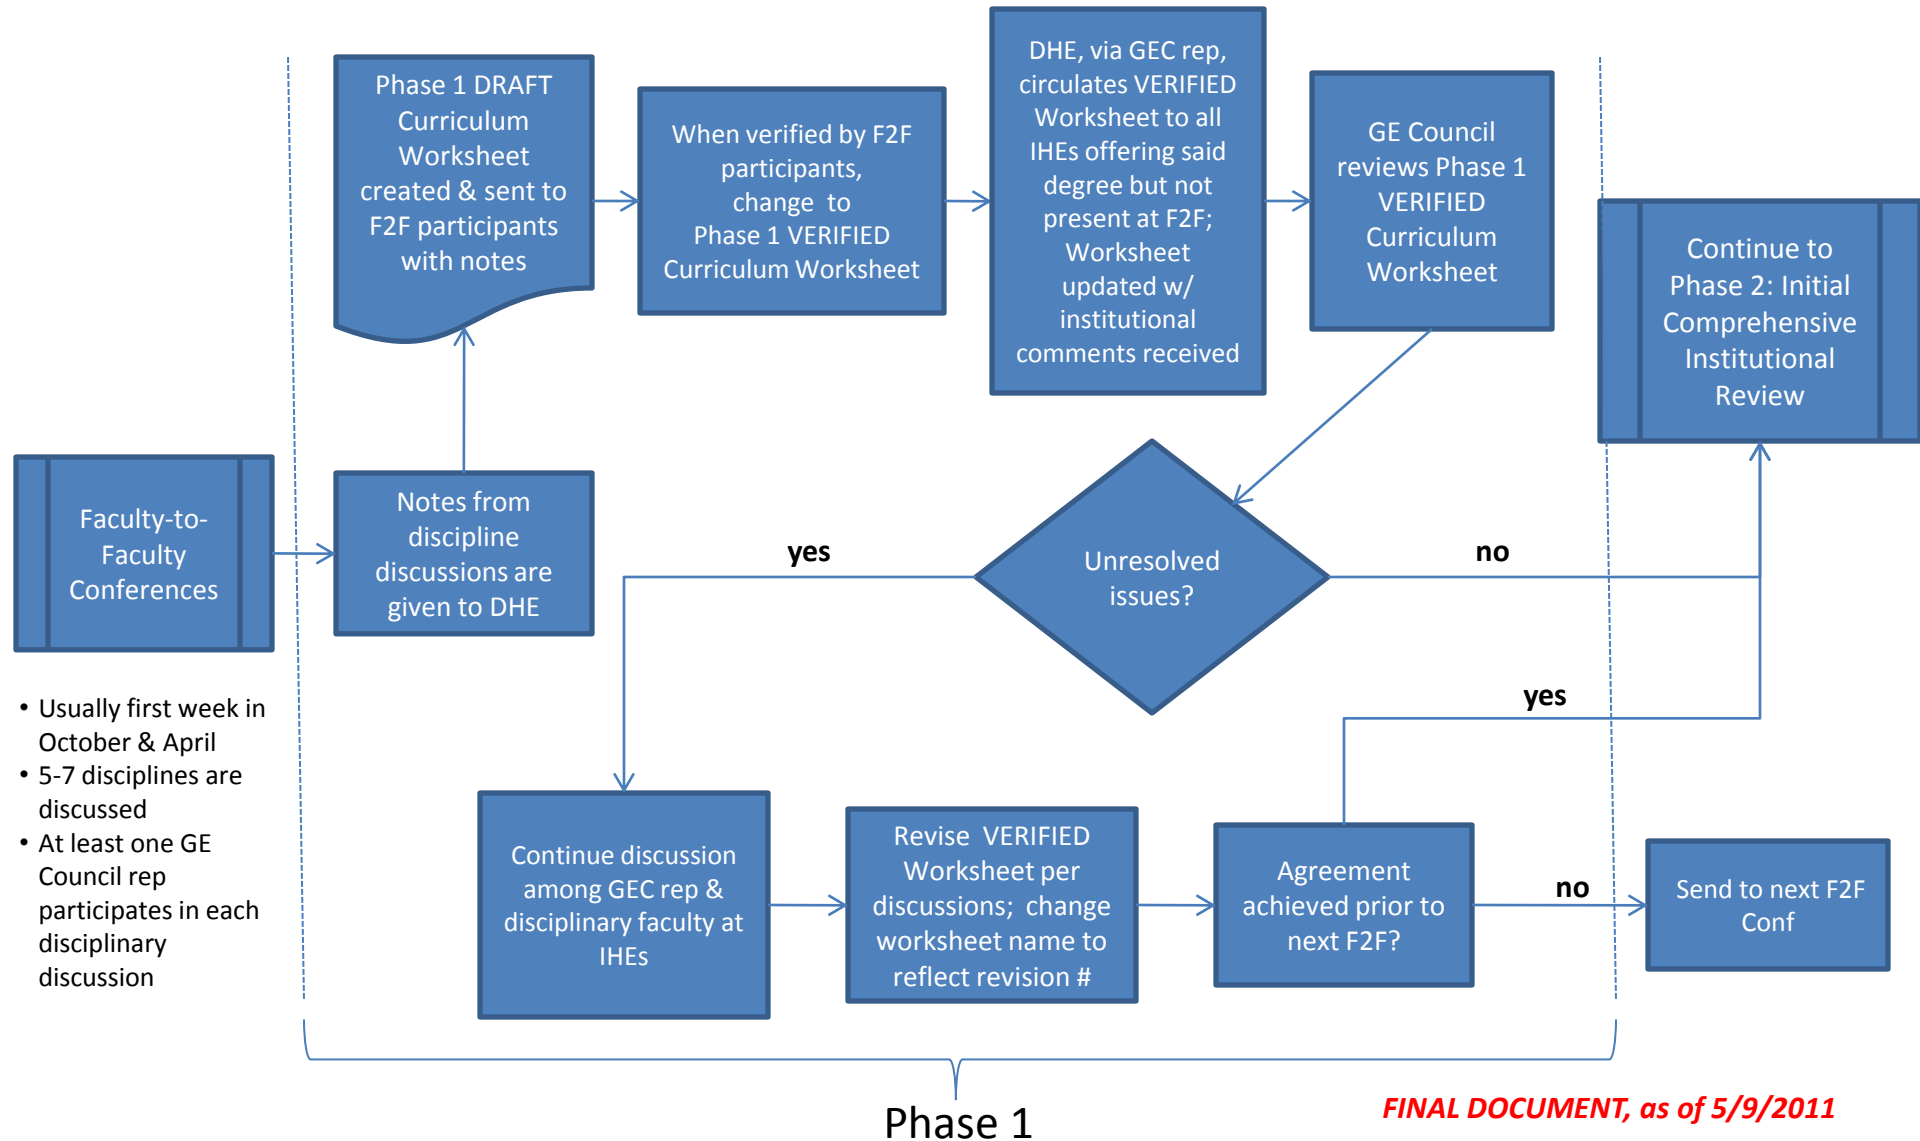 Phase 1 DRAFT
Curriculum
Worksheet
created & sent to
F2F participants
with notes
When verified by F2F
participants,
change to
Phase 1 VERIFIED
Curriculum Worksheet
DHE, via GEC rep,
circulates VERIFIED
Worksheet to all
IHEs offering said
degree but not
present at F2F;
Worksheet
updated w/
institutional
comments received
GE Council
reviews Phase 1
VERIFIED
Curriculum
Worksheet
Continue to
Phase 2: Initial
Comprehensive
Institutional
Review
Faculty-to-
Faculty
Conferences
Notes from
discipline
discussions are
given to DHE
yes
Unresolved
issues?
no
• Usually first week in
October & April
• 5-7 disciplines are
discussed
• At least one GE
Council rep
participates in each
disciplinary
discussion
yes
Continue discussion
among GEC rep &
disciplinary faculty at
IHEs
Revise VERIFIED
Worksheet per
discussions; change
worksheet name to
reflect revision #
Agreement
achieved prior to
next F2F?
no
Send to next F2F
Conf
Phase 1
FINAL DOCUMENT, as of 5/9/2011